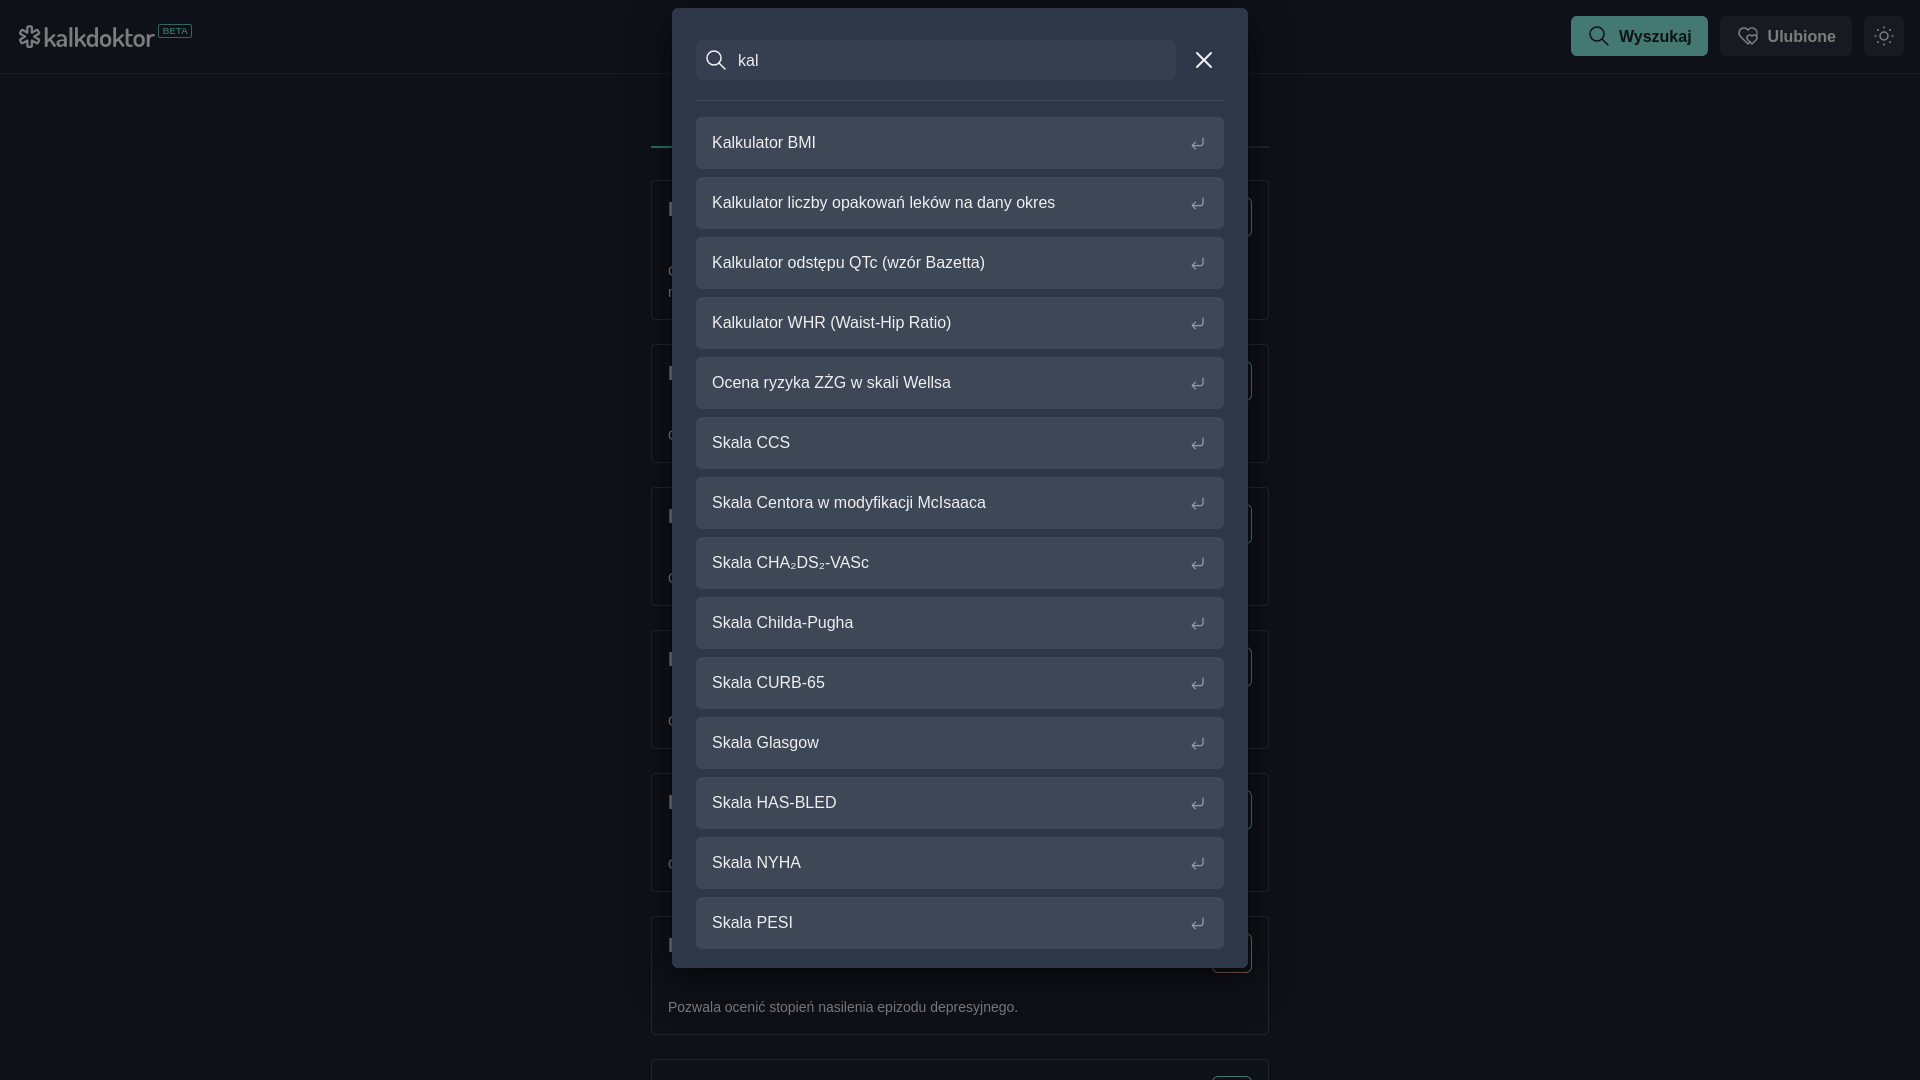 kalkdoktor BETA
Wyszukaj
Ulubione
kal
Kalkulator BMI
Kalkulator liczby opakowań leków na dany okres
Kalkulator odstępu QTc (wzór Bazetta)
Kalkulator WHR (Waist-Hip Ratio)
Ocena ryzyka ZŻG w skali Wellsa
Skala CCS
Skala Centora w modyfikacji McIsaaca
Skala CHA₂DS₂-VASc
Skala Childa-Pugha
Skala CURB-65
Skala Glasgow
Skala HAS-BLED
Skala NYHA
Skala PESI
Pozwala ocenić stopień nasilenia epizodu depresyjnego.